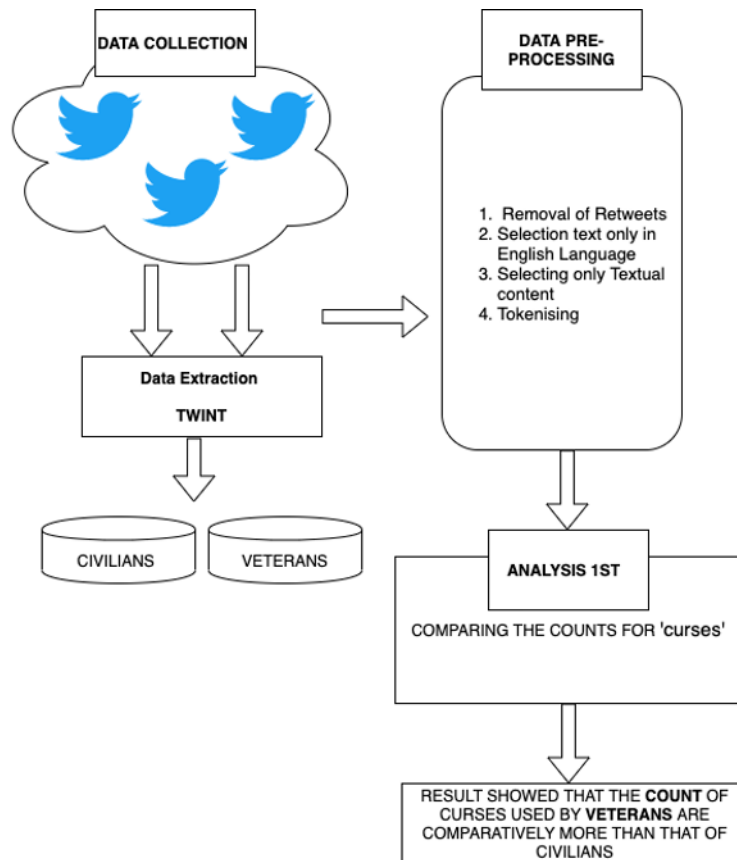 DATA COLLECTION
Data Extraction
TWINT
CIVILIANS
VETERANS
DATA PRE-
PROCESSING
1. Removal of Retweets
2. Selection text only in
English Language
3. Selecting only Textual
content
4. Tokenising
ANALYSIS 1ST
COMPARING THE COUNTS FOR 'curses'
RESULT SHOWED THAT THE COUNT OF
CURSES USED BY VETERANS ARE
COMPARATIVELY MORE THAN THAT OF
CIVILIANS